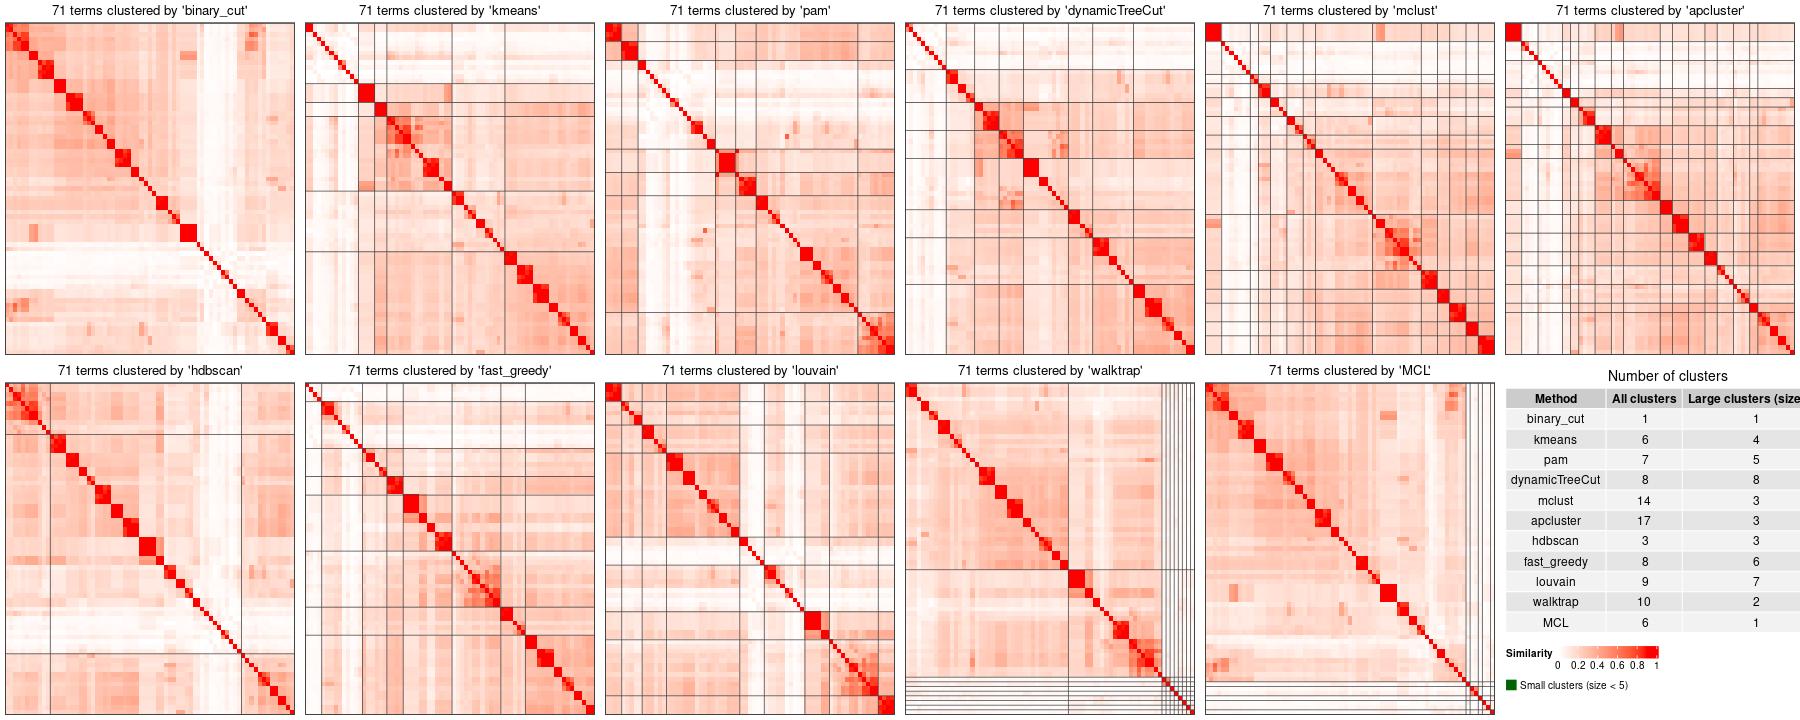 71 terms clustered by 'binary_cut'
71 terms clustered by 'kmeans'
71 terms clustered by 'pam'
71 terms clustered by 'dynamicTreeCut'
71 terms clustered by 'mclust'
71 terms clustered by 'apcluster'
71 terms clustered by 'hdbscan'
71 terms clustered by 'fast_greedy'
71 terms clustered by 'louvain'
71 terms clustered by 'walktrap'
71 terms clustered by 'MCL'
Number of clusters
Method All clusters Large clusters (size
binary_cut 1 1
kmeans 6 4
pam 7 5
dynamicTreeCut 8 8
mclust 14 3
apcluster 17 3
hdbscan 3 3
fast_greedy 8 6
louvain 9 7
walktrap 10 2
MCL 6 1
Similarity
0 0.2 0.4 0.6 0.8 1
Small clusters (size < 5)